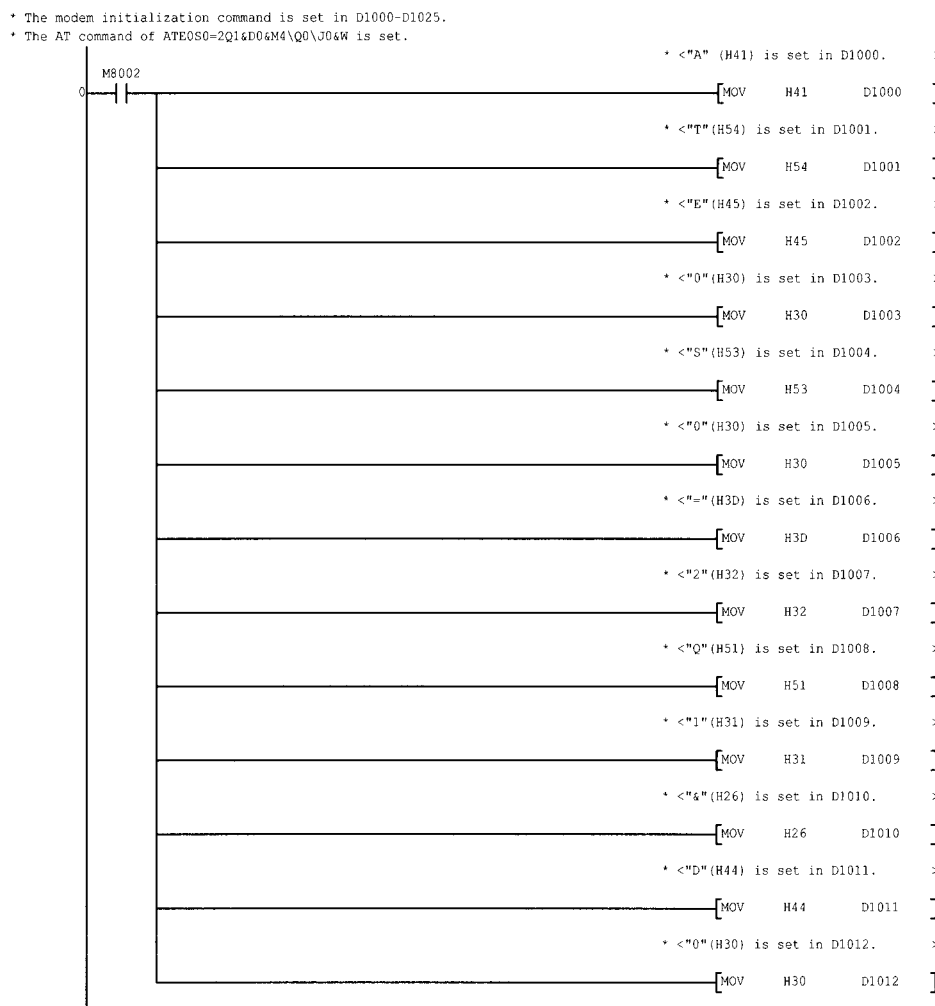 * The modem initialization command is set in D1000-D1025.
* The AT command of ATE0S0=2Q1&D0&M4\Q0\J0&W is set.
* <"A" (H41) is set in D1000. >
M8002
0 [MOV H41 D1000 ]
* <"T"(H54) is set in D1001. >
[MOV H54 D1001 ]
* <"E"(H45) is set in D1002. >
[MOV H45 D1002 ]
* <"0"(H30) is set in D1003. >
[MOV H30 D1003 ]
* <"S"(H53) is set in D1004. >
[MOV H53 D1004 ]
* <"0"(H30) is set in D1005. >
[MOV H30 D1005 ]
* <"="(H3D) is set in D1006. >
[MOV H3D D1006 ]
* <"2"(H32) is set in D1007. >
[MOV H32 D1007 ]
* <"Q"(H51) is set in D1008. >
[MOV H51 D1008 ]
* <"1"(H31) is set in D1009. >
[MOV H31 D1009 ]
* <"&"(H26) is set in D1010. >
[MOV H26 D1010 ]
* <"D"(H44) is set in D1011. >
[MOV H44 D1011 ]
* <"0"(H30) is set in D1012. >
[MOV H30 D1012 ]